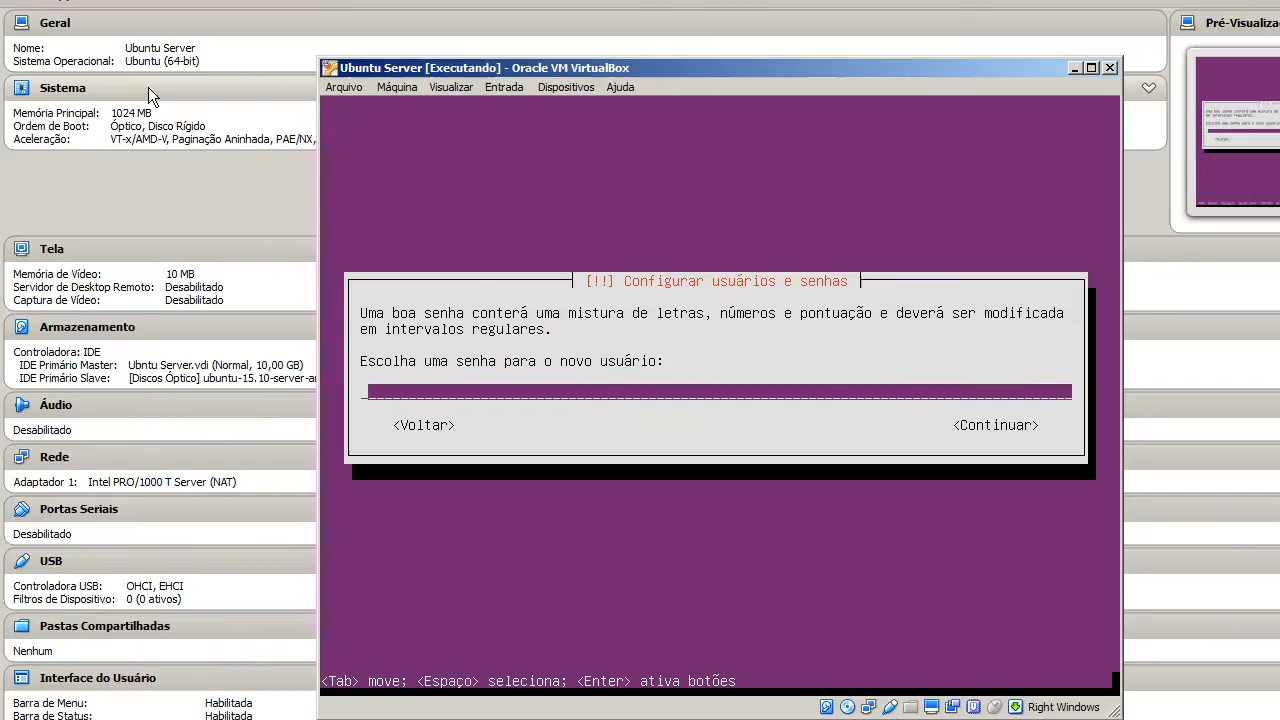 Geral
Pré-Visualiza
Nome: Ubuntu Server
Sistema Operacional: Ubuntu (64-bit)
Sistema
Memória Principal: 1024 MB
Ordem de Boot: Óptico, Disco Rígido
Aceleração: VT-x/AMD-V, Paginação Aninhada, PAE/NX,
Tela
Memória de Vídeo: 10 MB
Servidor de Desktop Remoto: Desabilitado
Captura de Vídeo: Desabilitado
Armazenamento
Controladora: IDE
IDE Primário Master: Ubntu Server.vdi (Normal, 10,00 GB)
IDE Primário Slave: [Discos Óptico] ubuntu-15.10-server-a
Áudio
Desabilitado
Rede
Adaptador 1: Intel PRO/1000 T Server (NAT)
Portas Seriais
Desabilitado
USB
Controladora USB: OHCI, EHCI
Filtros de Dispositivo: 0 (0 ativos)
Pastas Compartilhadas
Nenhum
Interface do Usuário
Barra de Menu: Habilitada
Barra de Status: Habilitada
Ubuntu Server [Executando] - Oracle VM VirtualBox
Arquivo Máquina Visualizar Entrada Dispositivos Ajuda
[!!] Configurar usuários e senhas
Uma boa senha conterá uma mistura de letras, números e pontuação e deverá ser modificada
em intervalos regulares.
Escolha uma senha para o novo usuário:
<Voltar> <Continuar>
<Tab> move; <Espaço> seleciona; <Enter> ativa botões
Right Windows